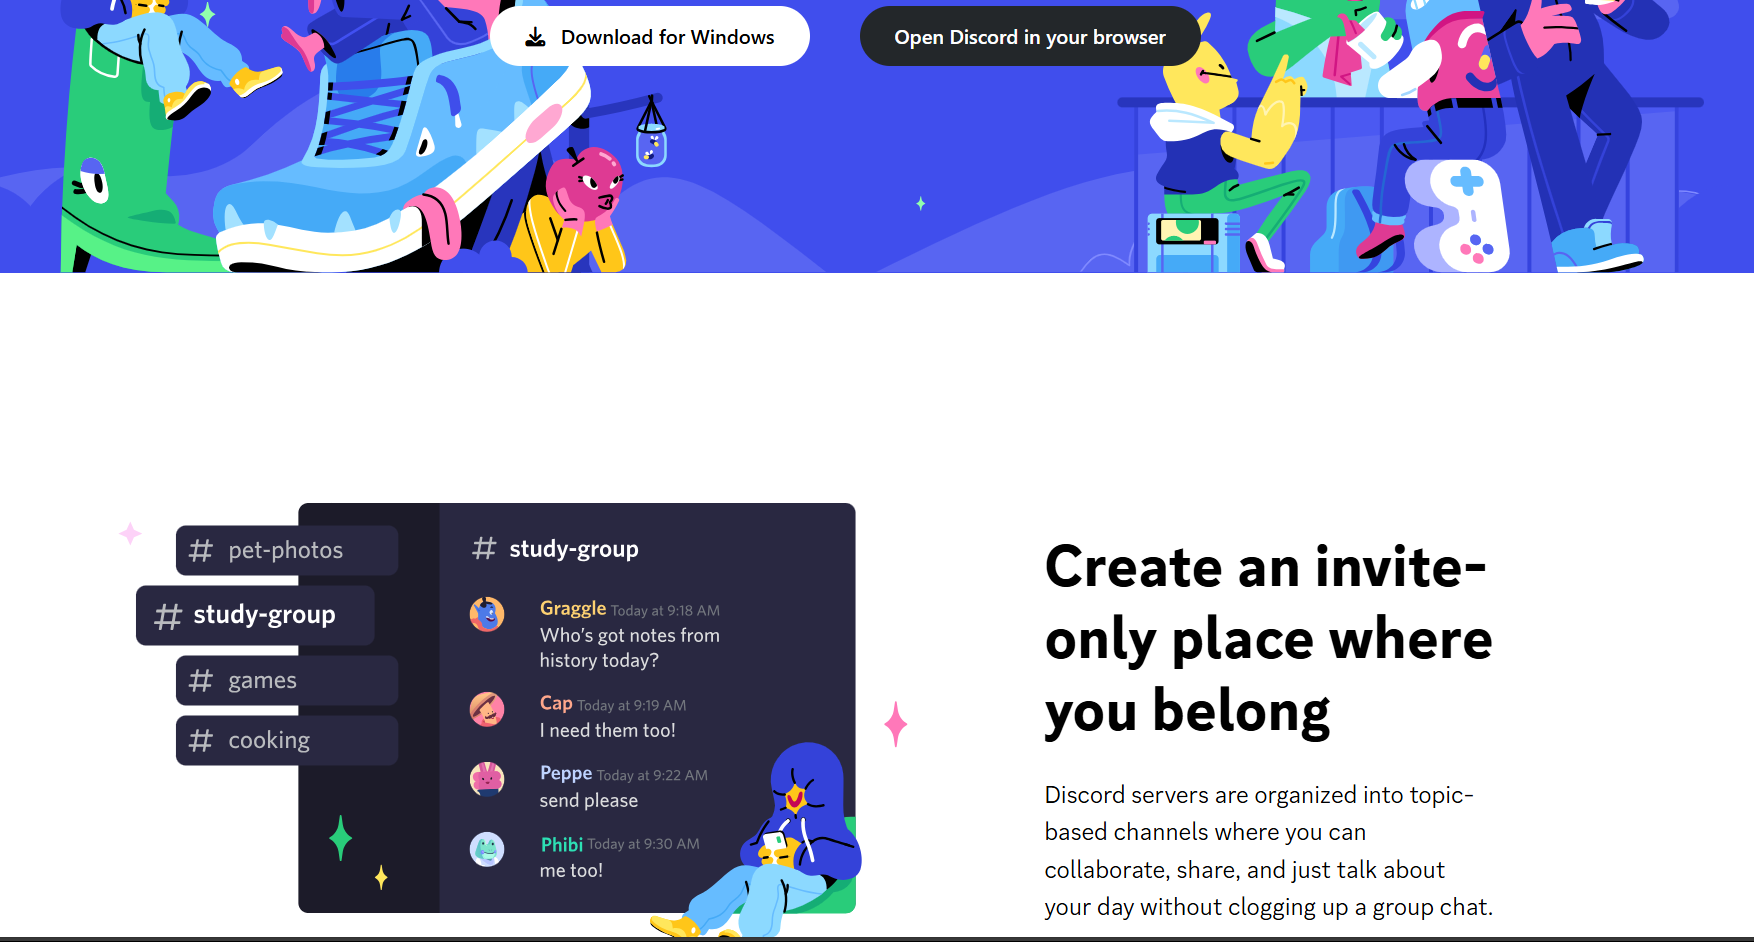 Download for Windows
Open Discord in your browser
# pet-photos
# study-group
# games
# cooking
# study-group
Graggle Today at 9:18 AM
Who's got notes from
history today?
Cap Today at 9:19 AM
I need them too!
Peppe Today at 9:22 AM
send please
Phibi Today at 9:30 AM
me too!
Create an invite-
only place where
you belong
Discord servers are organized into topic-
based channels where you can
collaborate, share, and just talk about
your day without clogging up a group chat.